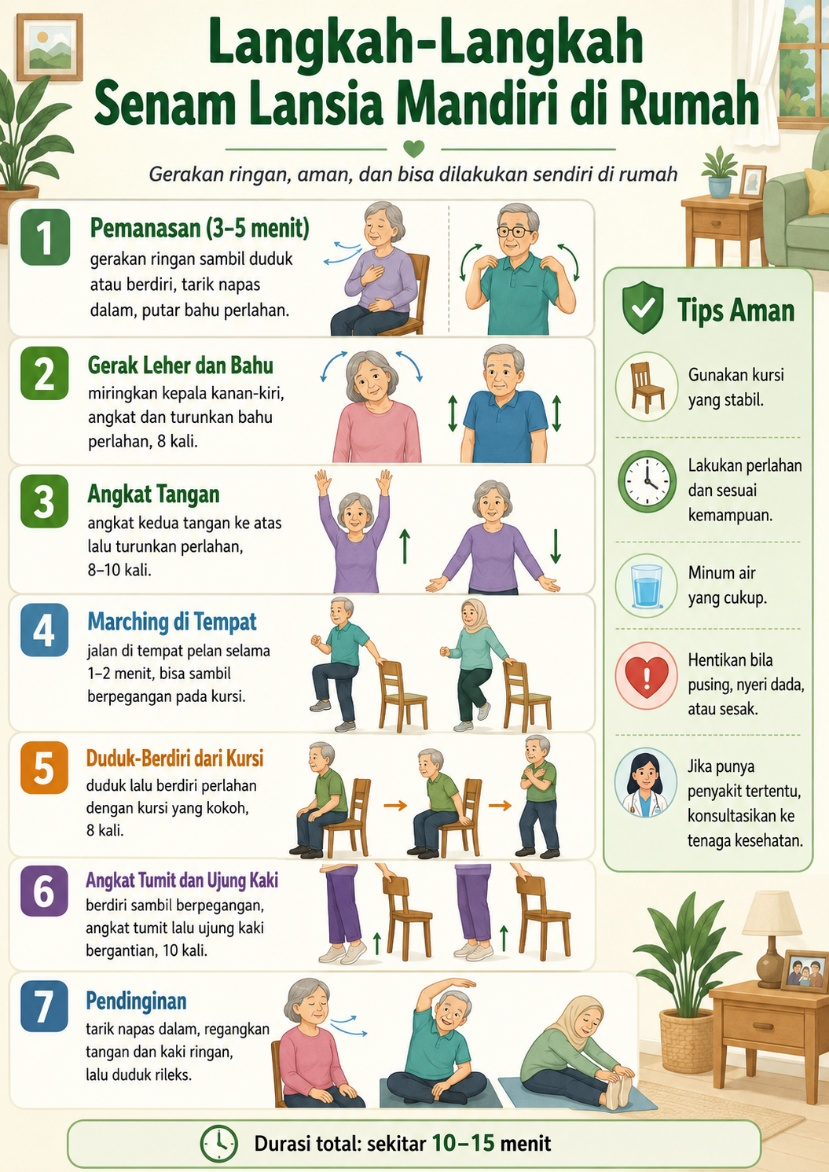 Langkah-Langkah
Senam Lansia Mandiri di Rumah
Gerakan ringan, aman, dan bisa dilakukan sendiri di rumah
1
Pemanasan (3–5 menit)
gerakan ringan sambil duduk
atau berdiri, tarik napas
dalam, putar bahu perlahan.
2
Gerak Leher dan Bahu
miringkan kepala kanan-kiri,
angkat dan turunkan bahu
perlahan, 8 kali.
3
Angkat Tangan
angkat kedua tangan ke atas
lalu turunkan perlahan,
8–10 kali.
4
Marching di Tempat
jalan di tempat pelan selama
1–2 menit, bisa sambil
berpegangan pada kursi.
5
Duduk-Berdiri dari Kursi
duduk lalu berdiri perlahan
dengan kursi yang kokoh,
8 kali.
6
Angkat Tumit dan Ujung Kaki
berdiri sambil berpegangan,
angkat tumit lalu ujung kaki
bergantian, 10 kali.
7
Pendinginan
tarik napas dalam, regangkan
tangan dan kaki ringan,
lalu duduk rileks.
Tips Aman
Gunakan kursi
yang stabil.
Lakukan perlahan
dan sesuai
kemampuan.
Minum air
yang cukup.
Hentikan bila
pusing, nyeri dada,
atau sesak.
Jika punya
penyakit tertentu,
konsultasikan ke
tenaga kesehatan.
Durasi total: sekitar 10–15 menit